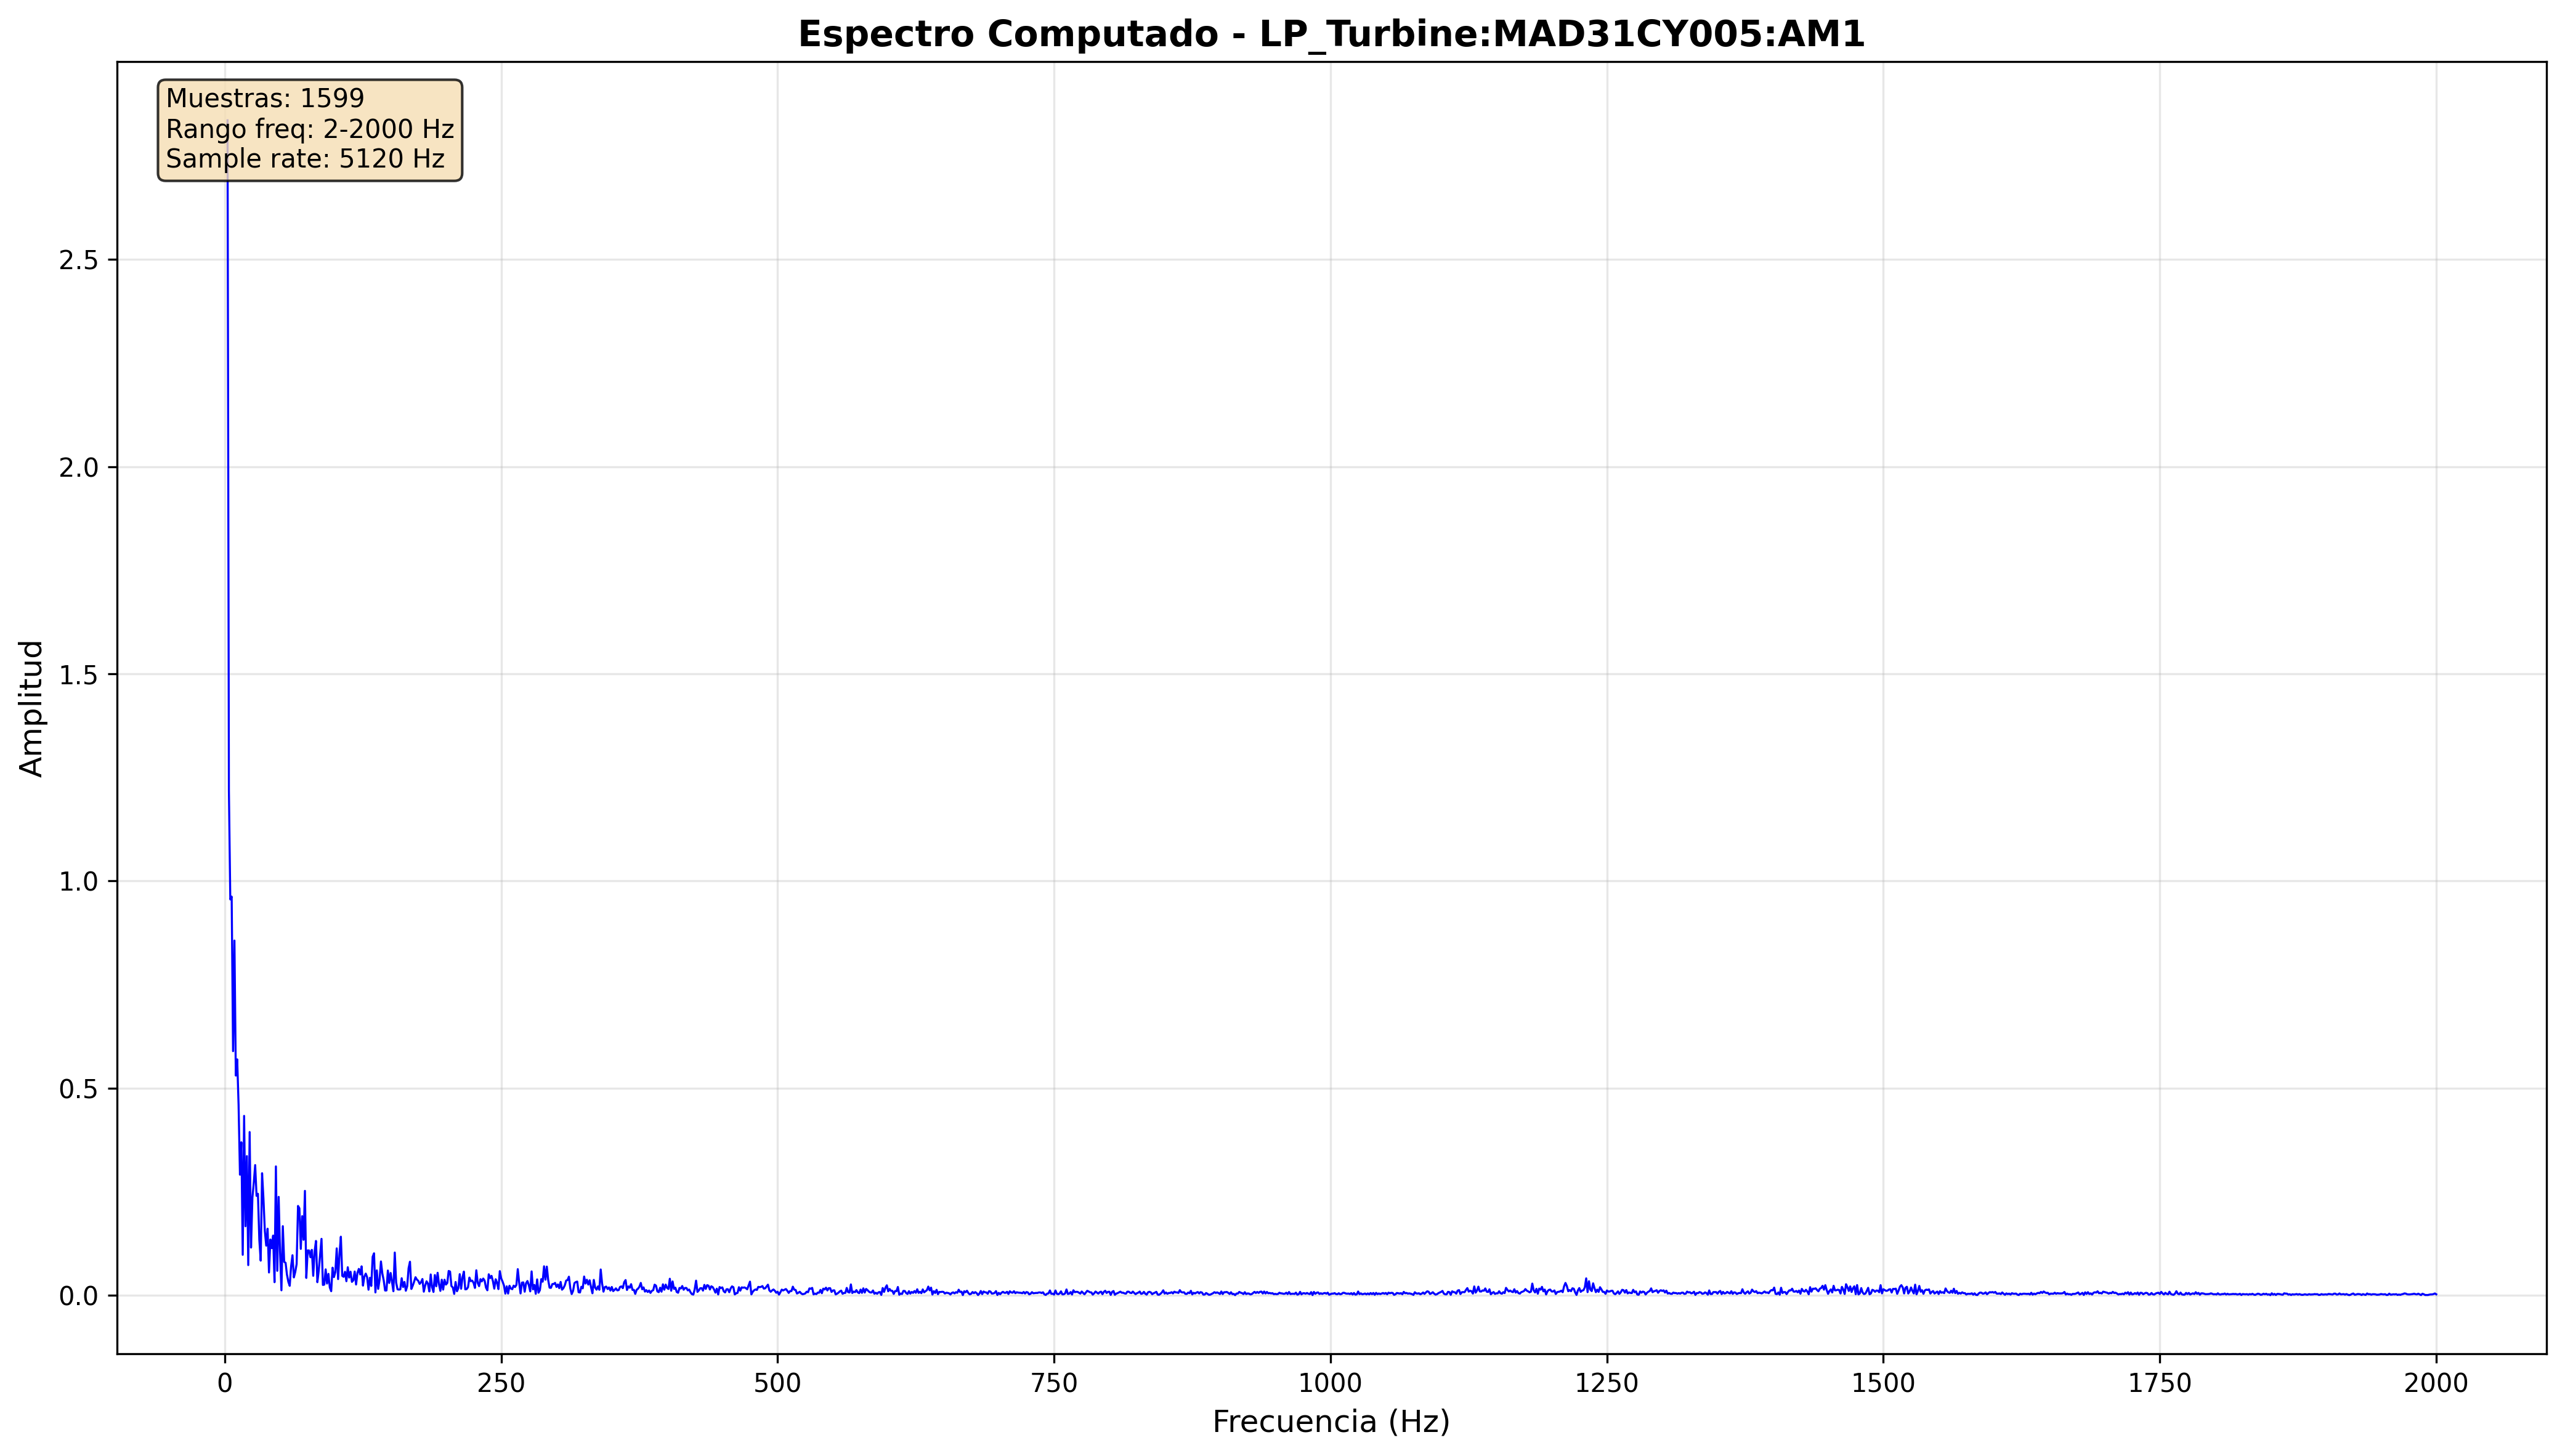 Espectro Computado - LP_Turbine:MAD31CY005:AM1
Muestras: 1599
Rango freq: 2-2000 Hz
Sample rate: 5120 Hz
2.5
2.0
1.5
1.0
0.5
0.0
Amplitud
0 250 500 750 1000 1250 1500 1750 2000
Frecuencia (Hz)